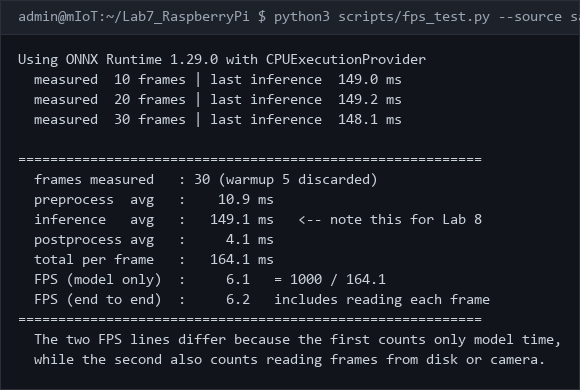 admin@mIoT:~/Lab7_RaspberryPi $ python3 scripts/fps_test.py --source
Using ONNX Runtime 1.29.0 with CPUExecutionProvider
measured 10 frames | last inference 149.0 ms
measured 20 frames | last inference 149.2 ms
measured 30 frames | last inference 148.1 ms
==========================================================
frames measured : 30 (warmup 5 discarded)
preprocess avg : 10.9 ms
inference avg : 149.1 ms <-- note this for Lab 8
postprocess avg : 4.1 ms
total per frame : 164.1 ms
FPS (model only) : 6.1 = 1000 / 164.1
FPS (end to end) : 6.2 includes reading each frame
==========================================================
The two FPS lines differ because the first counts only model time,
while the second also counts reading frames from disk or camera.